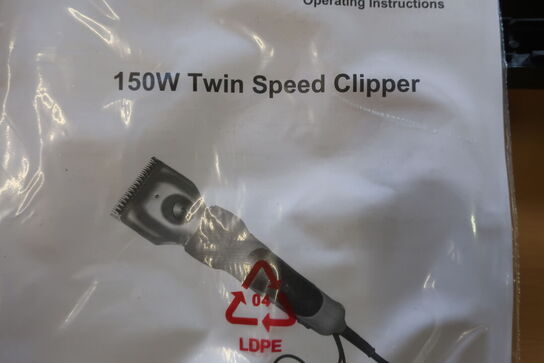 Operating Instructions
150W Twin Speed Clipper
04
LDPE